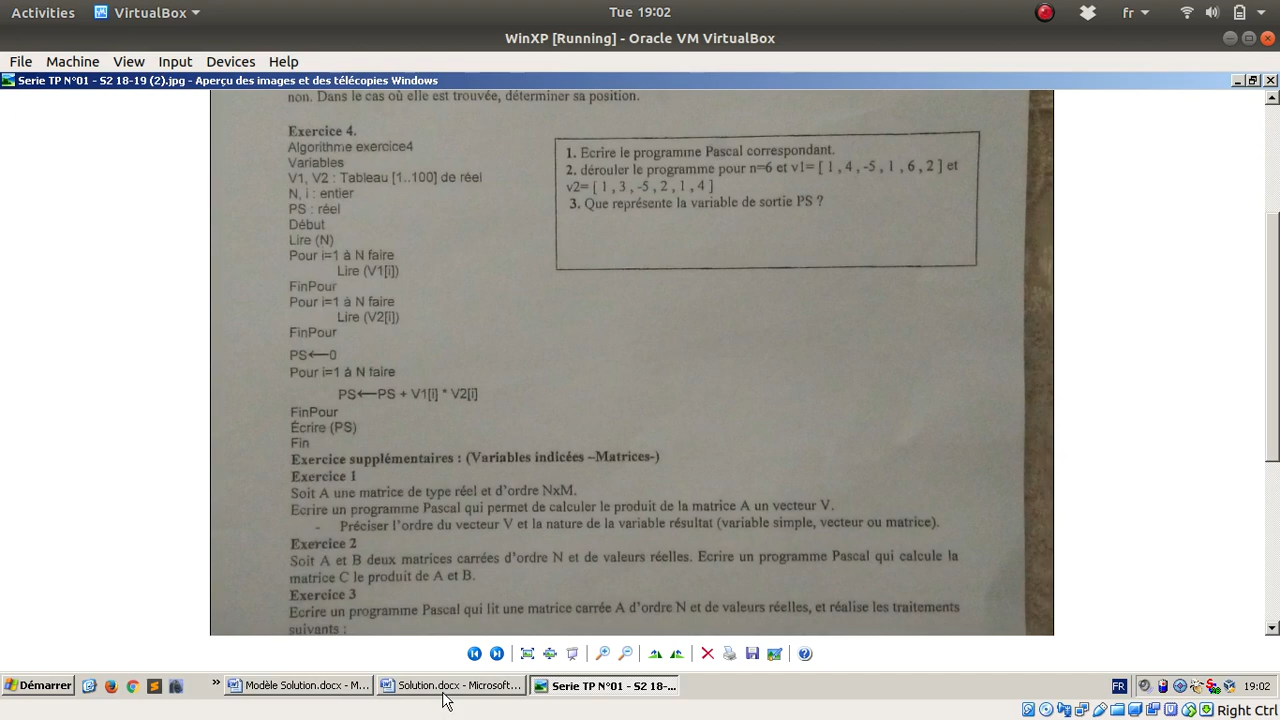 Activities VirtualBox Tue 19:02 fr
WinXP [Running] - Oracle VM VirtualBox
File Machine View Input Devices Help
Serie TP N°01 - S2 18-19 (2).jpg - Aperçu des images et des télécopies Windows
non. Dans le cas où elle est trouvée, déterminer sa position.
Exercice 4.
Algorithme exercice4
Variables
V1, V2 : Tableau [1..100] de réel
N, i : entier
PS : réel
Début
Lire (N)
Pour i=1 à N faire
Lire (V1[i])
FinPour
Pour i=1 à N faire
Lire (V2[i])
FinPour
PS⟵0
Pour i=1 à N faire
PS⟵PS + V1[i] * V2[i]
FinPour
Écrire (PS)
Fin
1. Ecrire le programme Pascal correspondant.
2. dérouler le programme pour n=6 et v1= [ 1 , 4 , -5 , 1 , 6 , 2 ] et
v2= [ 1 , 3 , -5 , 2 , 1 , 4 ]
3. Que représente la variable de sortie PS ?
Exercice supplémentaires : (Variables indicées –Matrices-)
Exercice 1
Soit A une matrice de type réel et d'ordre NxM.
Ecrire un programme Pascal qui permet de calculer le produit de la matrice A un vecteur V.
- Préciser l'ordre du vecteur V et la nature de la variable résultat (variable simple, vecteur ou matrice).
Exercice 2
Soit A et B deux matrices carrées d'ordre N et de valeurs réelles. Ecrire un programme Pascal qui calcule la
matrice C le produit de A et B.
Exercice 3
Ecrire un programme Pascal qui lit une matrice carrée A d'ordre N et de valeurs réelles, et réalise les traitements
suivants :
Démarrer Modèle Solution.docx - M... Solution.docx - Microsoft... Serie TP N°01 - S2 18-... FR 19:02
Right Ctrl